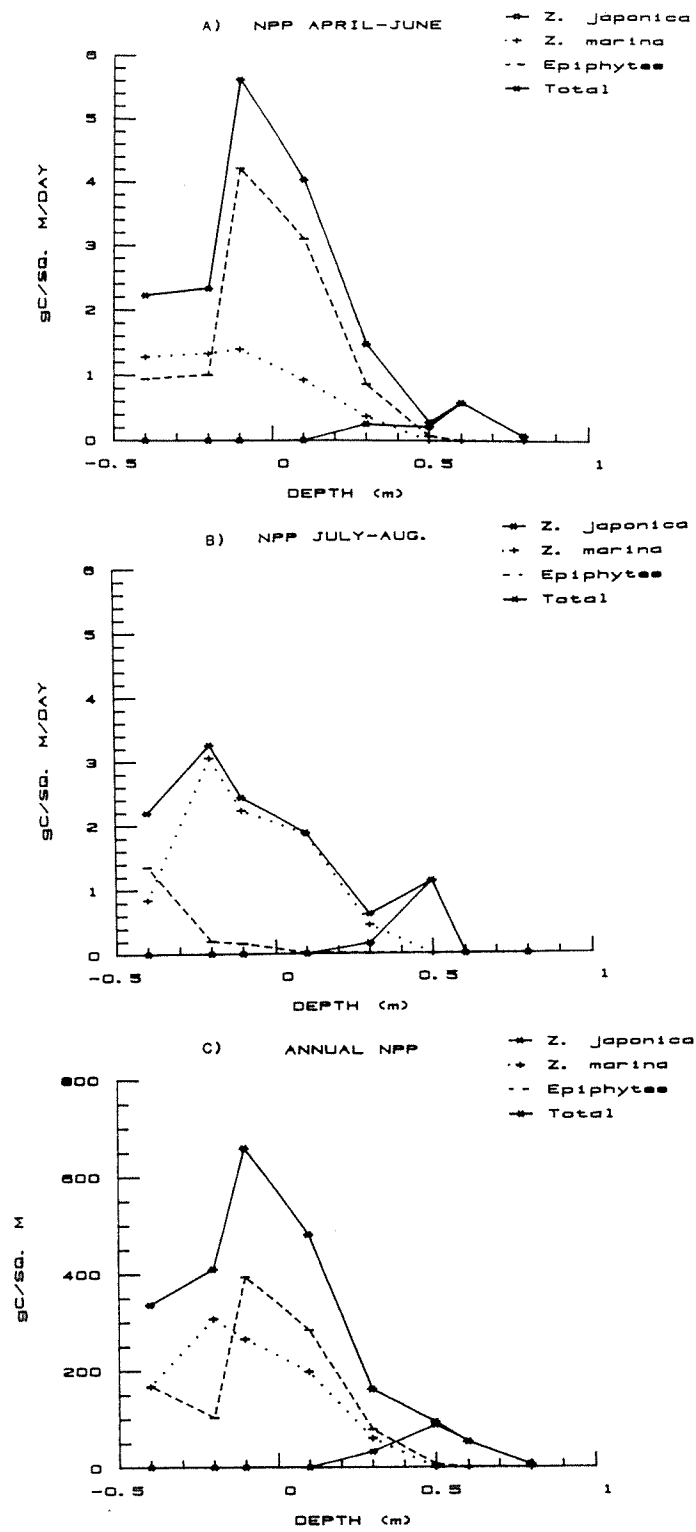 A) NPP APRIL-JUNE
Z. japonica
Z. marina
Epiphytes
Total
6
5
4
3
2
1
0
gC/SQ. M/DAY
-0.5 0 0.5 1
DEPTH (m)
B) NPP JULY-AUG.
Z. japonica
Z. marina
Epiphytes
Total
6
5
4
3
2
1
0
gC/SQ. M/DAY
-0.5 0 0.5 1
DEPTH (m)
C) ANNUAL NPP
Z. japonica
Z. marina
Epiphytes
Total
800
600
400
200
0
gC/SQ. M
-0.5 0 0.5 1
DEPTH (m)